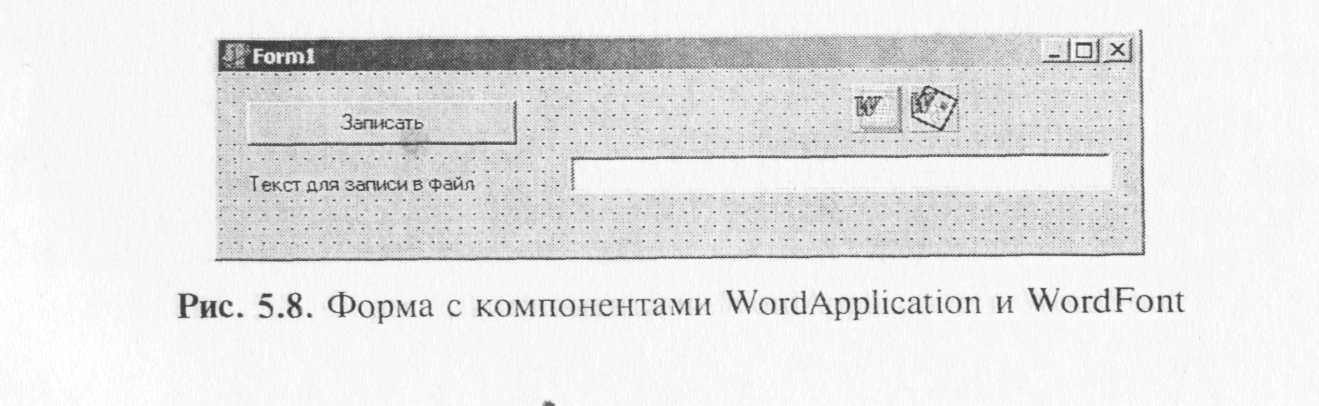 Form1
Записать
Текст для записи в файл
Рис. 5.8. Форма с компонентами WordApplication и WordFont